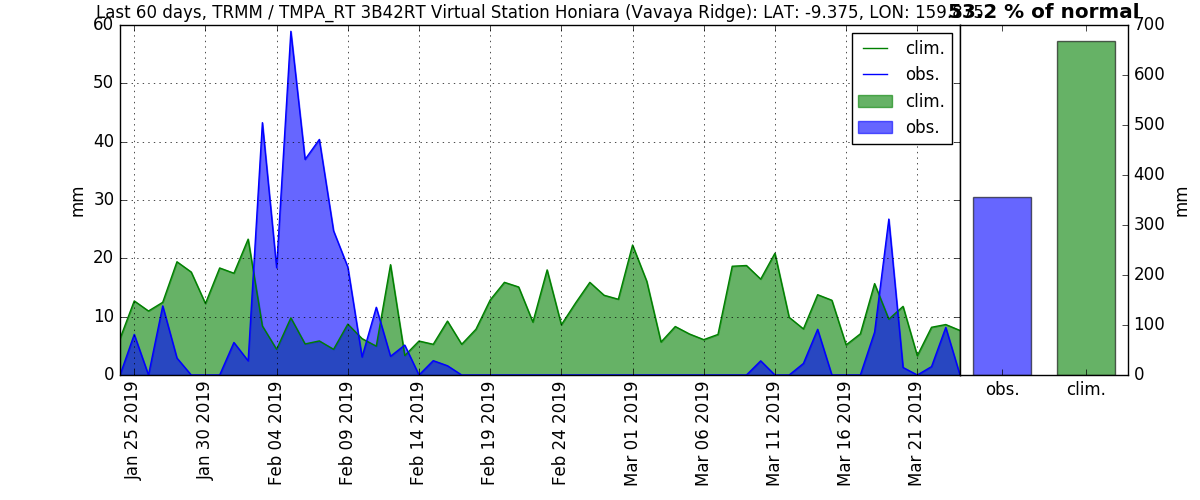 Last 60 days, TRMM / TMPA_RT 3B42RT Virtual Station Honiara (Vavaya Ridge): LAT: -9.375, LON: 159
53.2 % of normal
60
50
40
30
20
10
0
mm
clim.
obs.
clim.
obs.
700
600
500
400
300
200
100
0
mm
obs.
clim.
Jan 25 2019
Jan 30 2019
Feb 04 2019
Feb 09 2019
Feb 14 2019
Feb 19 2019
Feb 24 2019
Mar 01 2019
Mar 06 2019
Mar 11 2019
Mar 16 2019
Mar 21 2019